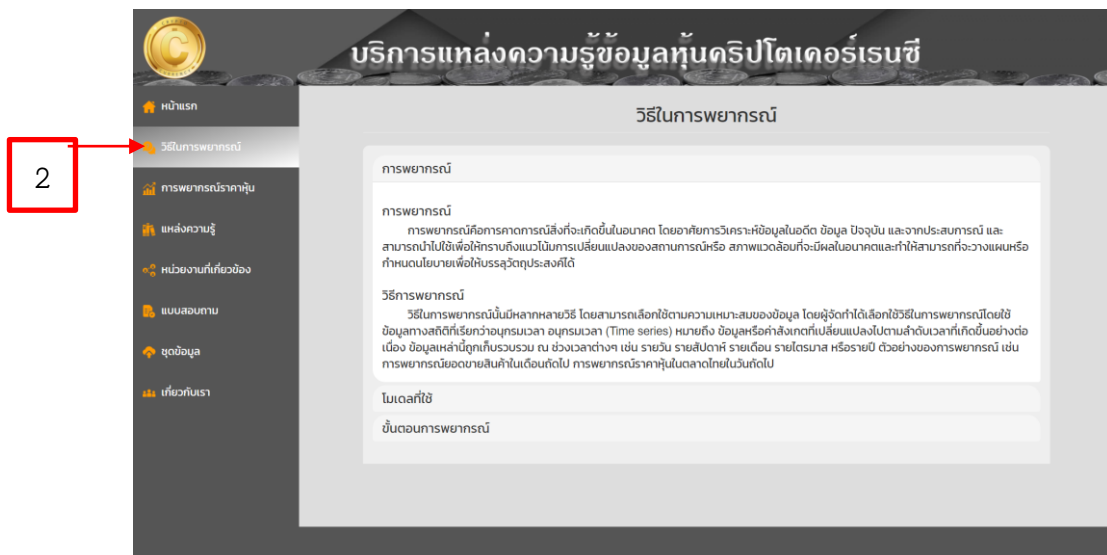 บริการแหล่งความรู้ข้อมูลหุ้นคริปโตเคอร์เรนซี
หน้าแรก
วิธีในการพยากรณ์
การพยากรณ์ราคาหุ้น
แหล่งความรู้
หน่วยงานที่เกี่ยวข้อง
แบบสอบถาม
ชุดข้อมูล
เกี่ยวกับเรา
2
วิธีในการพยากรณ์
การพยากรณ์
การพยากรณ์
การพยากรณ์คือการคาดการณ์สิ่งที่จะเกิดขึ้นในอนาคต โดยอาศัยการวิเคราะห์ข้อมูลในอดีต ข้อมูล ปัจจุบัน และจากประสบการณ์ และ
สามารถนำไปใช้เพื่อให้ทราบถึงแนวโน้มการเปลี่ยนแปลงของสถานการณ์หรือ สภาพแวดล้อมที่จะมีผลในอนาคตและทำให้สามารถที่จะวางแผนหรือ
กำหนดนโยบายเพื่อให้บรรลุวัตถุประสงค์ได้
วิธีการพยากรณ์
วิธีในการพยากรณ์นั้นมีหลากหลายวิธี โดยสามารถเลือกใช้ตามความเหมาะสมของข้อมูล โดยผู้จัดทำได้เลือกใช้วิธีในการพยากรณ์โดยใช้
ข้อมูลทางสถิติที่เรียกว่าอนุกรมเวลา อนุกรมเวลา (Time series) หมายถึง ข้อมูลหรือค่าสังเกตที่เปลี่ยนแปลงไปตามลำดับเวลาที่เกิดขึ้นอย่างต่อ
เนื่อง ข้อมูลเหล่านี้ถูกเก็บรวบรวม ณ ช่วงเวลาต่างๆ เช่น รายวัน รายสัปดาห์ รายเดือน รายไตรมาส หรือรายปี ตัวอย่างของการพยากรณ์ เช่น
การพยากรณ์ยอดขายสินค้าในเดือนถัดไป การพยากรณ์ราคาหุ้นในตลาดไทยในวันถัดไป
โมเดลที่ใช้
ขั้นตอนการพยากรณ์